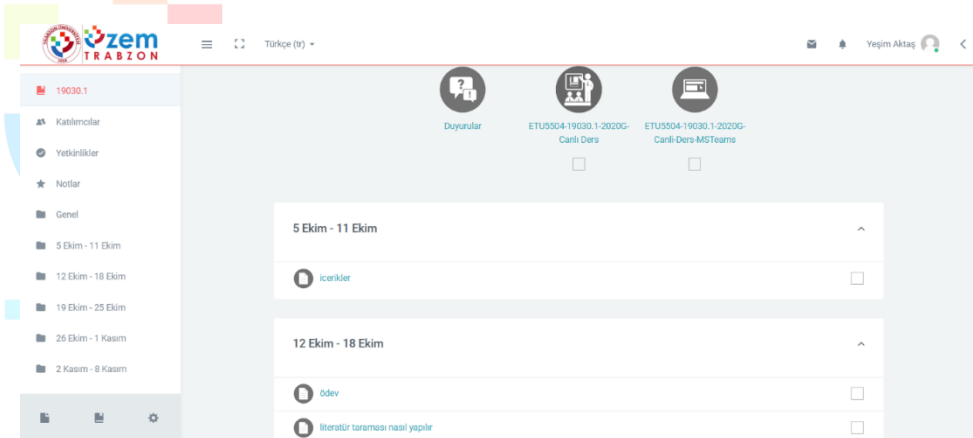 üzem
TRABZON
Türkçe (tr)
Yeşim Aktaş
19030.1
Katılımcılar
Yetkinlikler
Notlar
Genel
5 Ekim - 11 Ekim
12 Ekim - 18 Ekim
19 Ekim - 25 Ekim
26 Ekim - 1 Kasım
2 Kasım - 8 Kasım
Duyurular
ETU5504-19030.1-2020G-
Canlı Ders
ETU5504-19030.1-2020G-
Canli-Ders-MSTeams
5 Ekim - 11 Ekim
icerikler
12 Ekim - 18 Ekim
ödev
literatür taraması nasıl yapılır